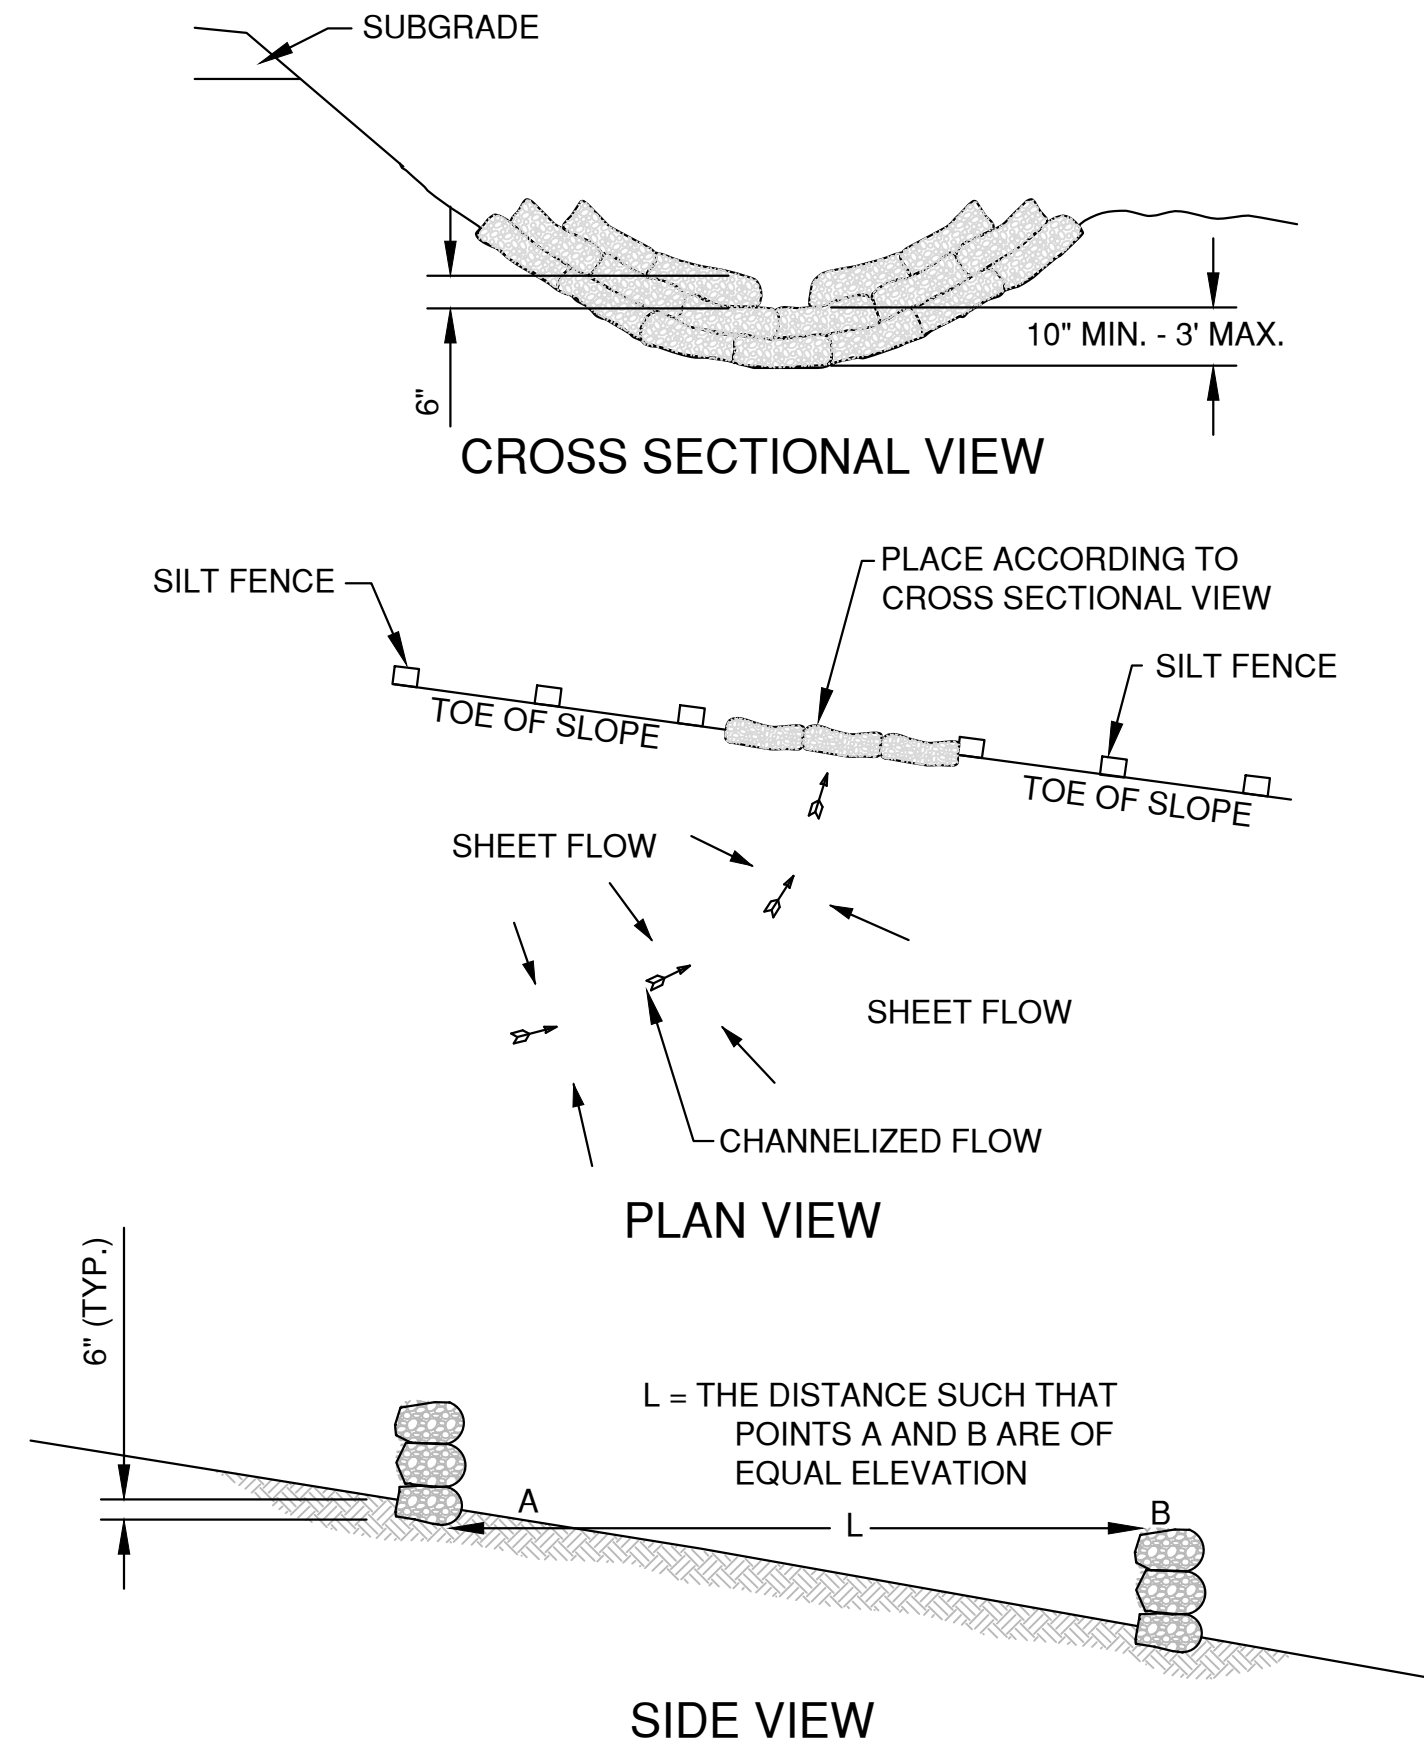 SUBGRADE
10" MIN. - 3' MAX.
6"
CROSS SECTIONAL VIEW
PLACE ACCORDING TO
CROSS SECTIONAL VIEW
SILT FENCE
SILT FENCE
TOE OF SLOPE
TOE OF SLOPE
SHEET FLOW
SHEET FLOW
CHANNELIZED FLOW
PLAN VIEW
6" (TYP.)
L = THE DISTANCE SUCH THAT
POINTS A AND B ARE OF
EQUAL ELEVATION
A
B
L
SIDE VIEW